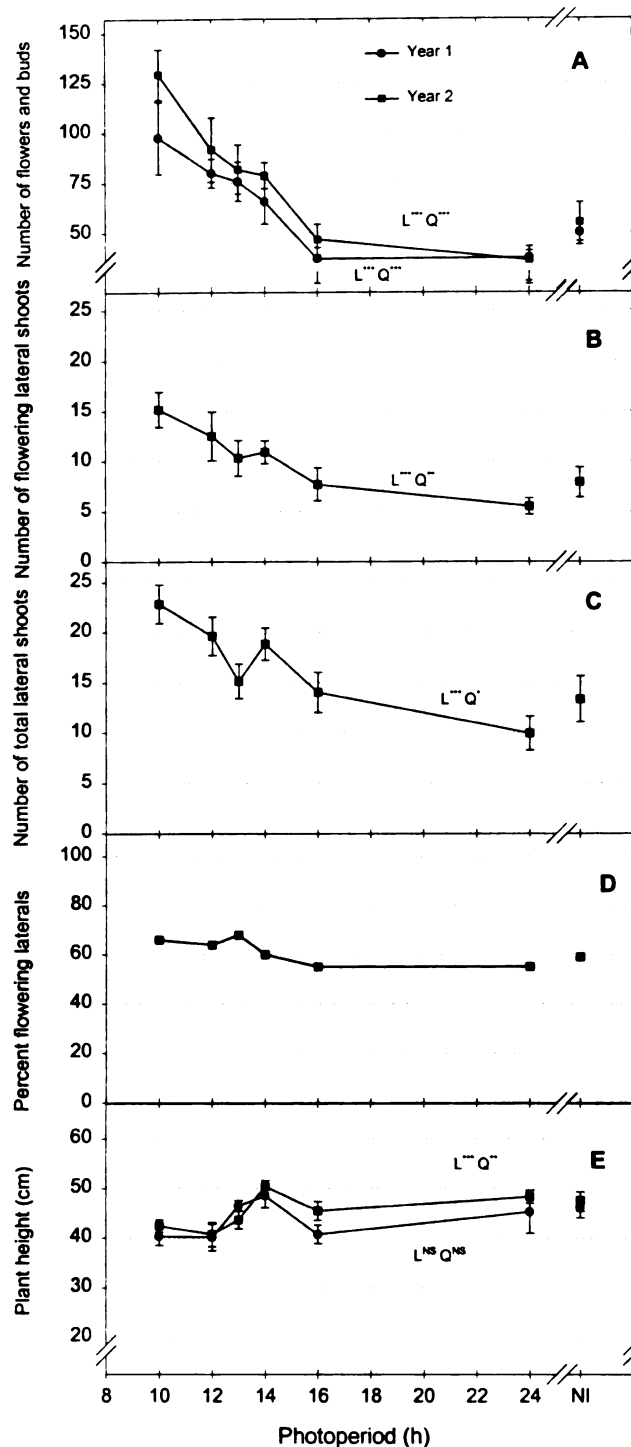 Number of flowers and buds
150
125
100
75
50
Year 1
Year 2
A
L*** Q***
L*** Q***
Number of flowering lateral shoots
25
20
15
10
5
0
B
L*** Q**
Number of total lateral shoots
25
20
15
10
5
0
C
L*** Q*
Percent flowering laterals
100
80
60
40
20
0
D
Plant height (cm)
60
50
40
30
20
E
L*** Q**
L^NS Q^NS
8 10 12 14 16 18 20 22 24 NI
Photoperiod (h)